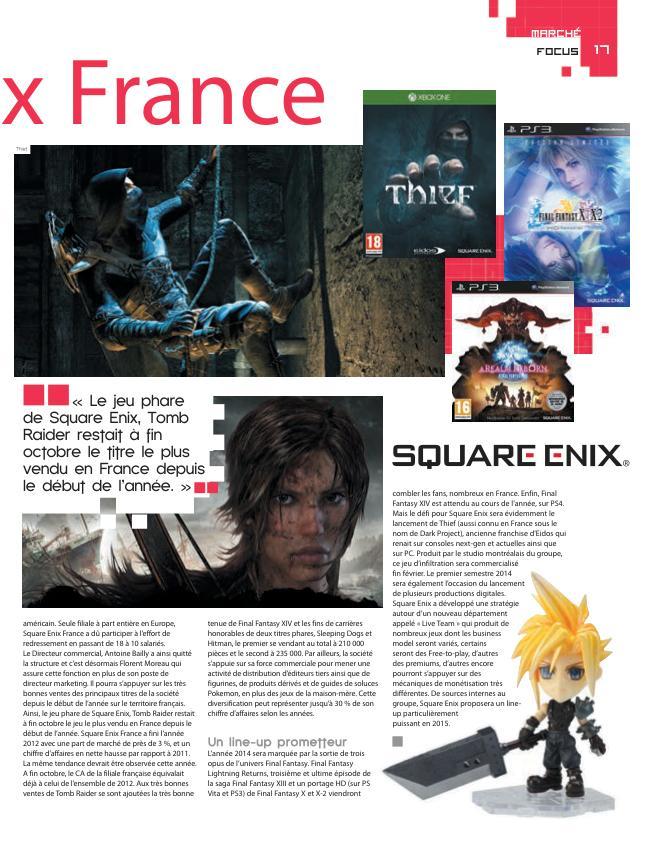 MARCHÉ
FOCUS 17
x France
Thief
XBOX ONE
THIEF
18
eidos
SQUARE ENIX
PS3
FINAL FANTASY X X-2
SQUARE ENIX
PS3
A REALM REBORN
FINAL FANTASY
16
SQUARE ENIX
« Le jeu phare
de Square Enix, Tomb
Raider restait à fin
octobre le titre le plus
vendu en France depuis
le début de l'année. »
SQUARE ENIX®
américain. Seule filiale à part entière en Europe,
Square Enix France a dû participer à l'effort de
redressement en passant de 18 à 10 salariés.
Le Directeur commercial, Antoine Bailly a ainsi quitté
la structure et c'est désormais Florent Moreau qui
assure cette fonction en plus de son poste de
directeur marketing. Il pourra s'appuyer sur les très
bonnes ventes des principaux titres de la société
depuis le début de l'année sur le territoire français.
Ainsi, le jeu phare de Square Enix, Tomb Raider restait
à fin octobre le jeu le plus vendu en France depuis le
début de l'année. Square Enix France a fini l'année
2012 avec une part de marché de près de 3 %, et un
chiffre d'affaires en nette hausse par rapport à 2011.
La même tendance devrait être observée cette année.
A fin octobre, le CA de la filiale française équivalait
déjà à celui de l'ensemble de 2012. Aux très bonnes
ventes de Tomb Raider se sont ajoutées la très bonne
tenue de Final Fantasy XIV et les fins de carrières
honorables de deux titres phares, Sleeping Dogs et
Hitman, le premier se vendant au total à 210 000
pièces et le second à 235 000. Par ailleurs, la société
s'appuie sur sa force commerciale pour mener une
activité de distribution d'éditeurs tiers ainsi que de
figurines, de produits dérivés et de guides de soluces
Pokemon, en plus des jeux de la maison-mère. Cette
diversification peut représenter jusqu'à 30 % de son
chiffre d'affaires selon les années.
Un line-up prometteur
L'année 2014 sera marquée par la sortie de trois
opus de l'univers Final Fantasy. Final Fantasy
Lightning Returns, troisième et ultime épisode de
la saga Final Fantasy XIII et un portage HD (sur PS
Vita et PS3) de Final Fantasy X et X-2 viendront
combler les fans, nombreux en France. Enfin, Final
Fantasy XIV est attendu au cours de l'année, sur PS4.
Mais le défi pour Square Enix sera évidemment le
lancement de Thief (aussi connu en France sous le
nom de Dark Project), ancienne franchise d'Eidos qui
renait sur consoles next-gen et actuelles ainsi que
sur PC. Produit par le studio montréalais du groupe,
ce jeu d'infiltration sera commercialisé
fin février. Le premier semestre 2014
sera également l'occasion du lancement
de plusieurs productions digitales.
Square Enix a développé une stratégie
autour d'un nouveau département
appelé « Live Team » qui produit de
nombreux jeux dont les business
model seront variés, certains
seront des Free-to-play, d'autres
des premiums, d'autres encore
pourront s'appuyer sur des
mécaniques de monétisation très
différentes. De sources internes au
groupe, Square Enix proposera un line-
up particulièrement
puissant en 2015.